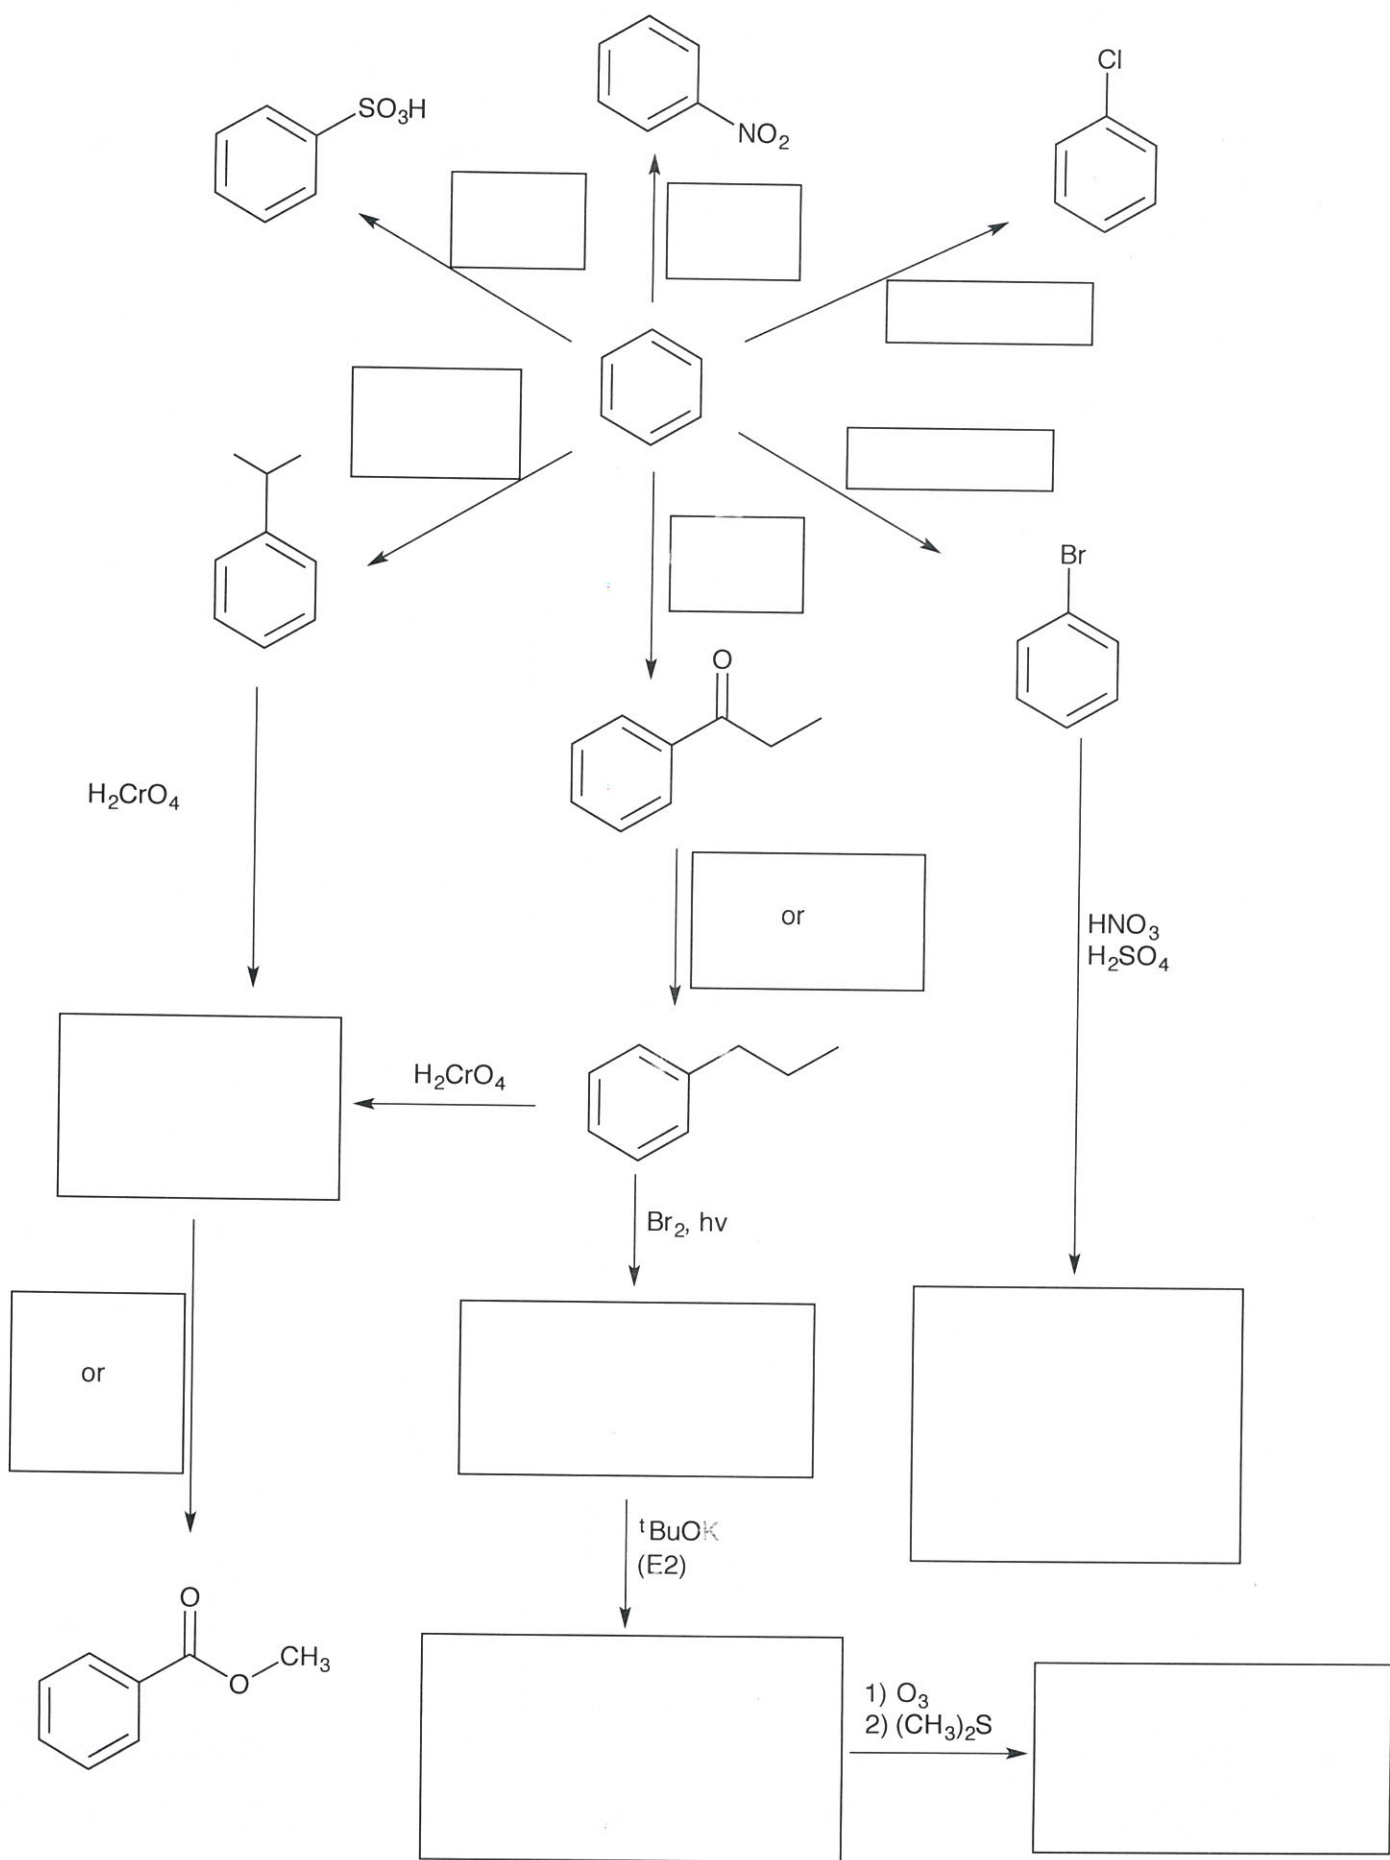 Cl
SO₃H
NO₂
Br
O
H₂CrO₄
or
HNO₃
H₂SO₄
H₂CrO₄
Br₂, hv
or
ᵗBuOK
(E2)
O
CH₃
O
1) O₃
2) (CH₃)₂S